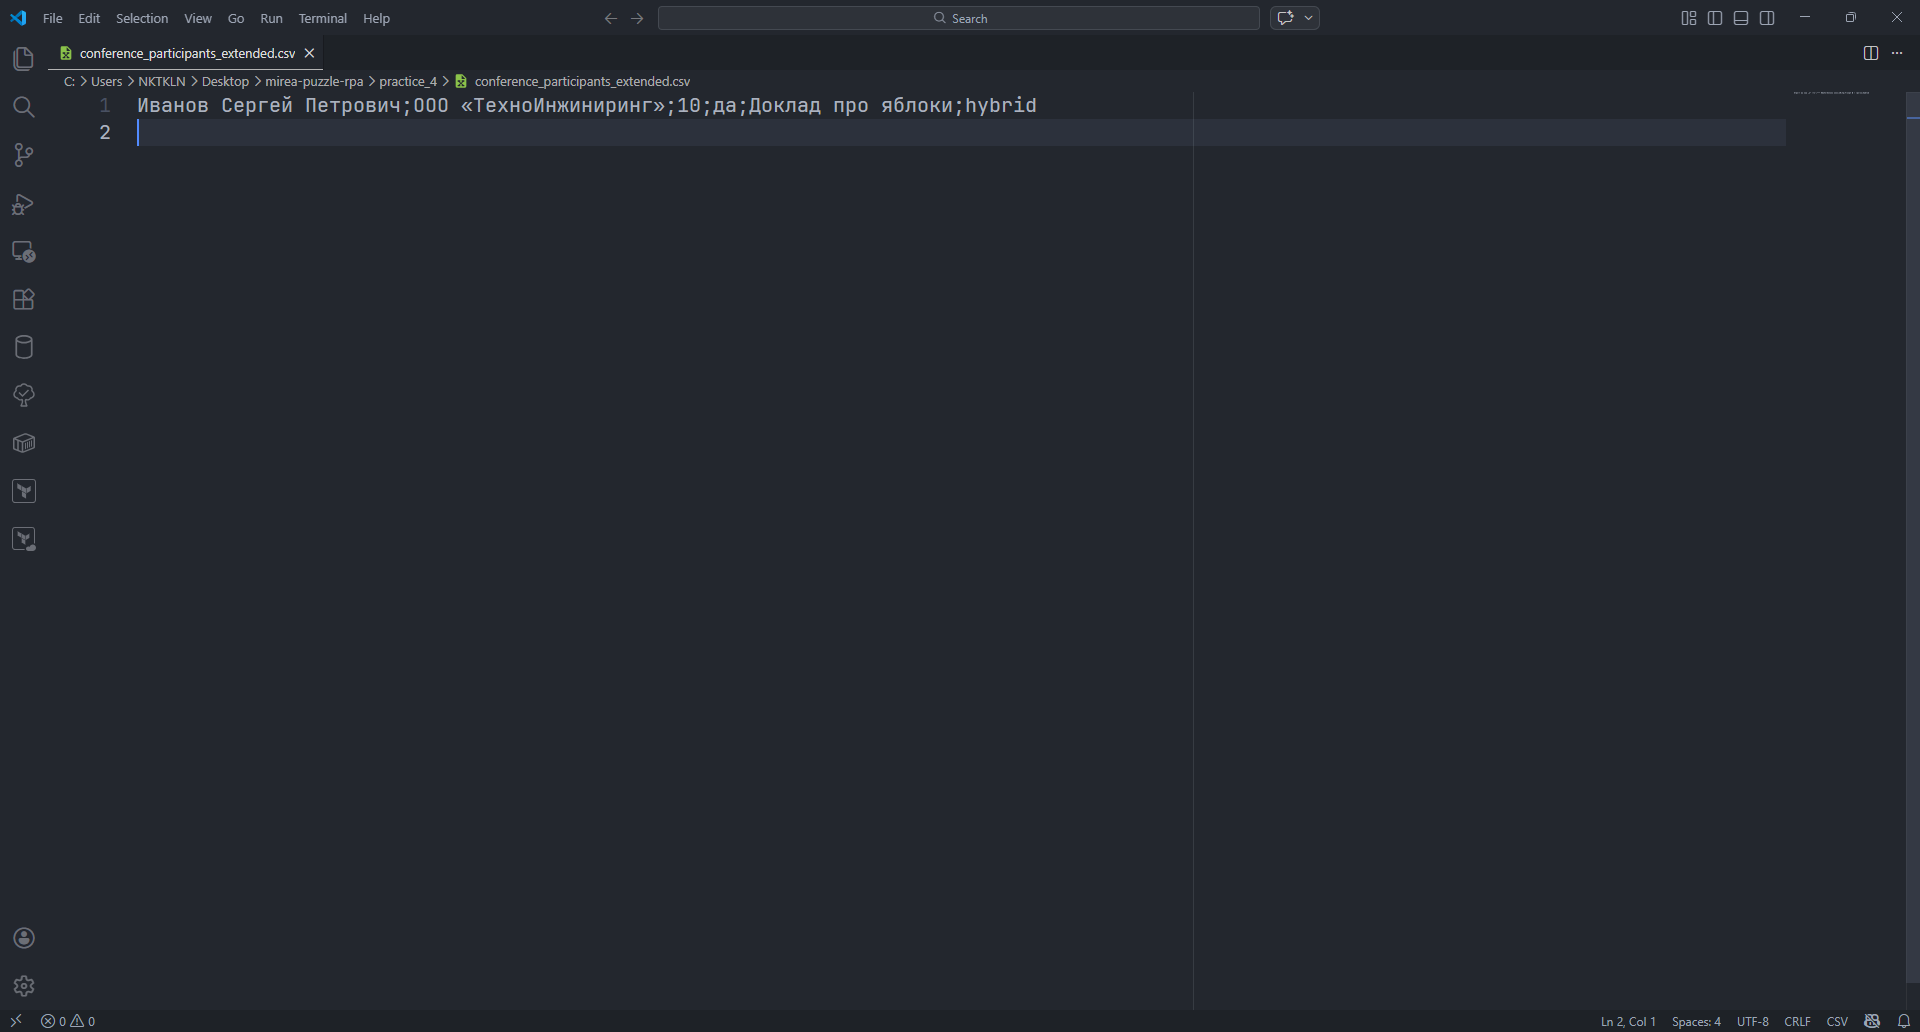 File Edit Selection View Go Run Terminal Help
Search
conference_participants_extended.csv
C: > Users > NKTKLN > Desktop > mirea-puzzle-rpa > practice_4 > conference_participants_extended.csv
1 Иванов Сергей Петрович;ООО «ТехноИнжиниринг»;10;да;Доклад про яблоки;hybrid
2
0 0 Ln 2, Col 1 Spaces: 4 UTF-8 CRLF CSV